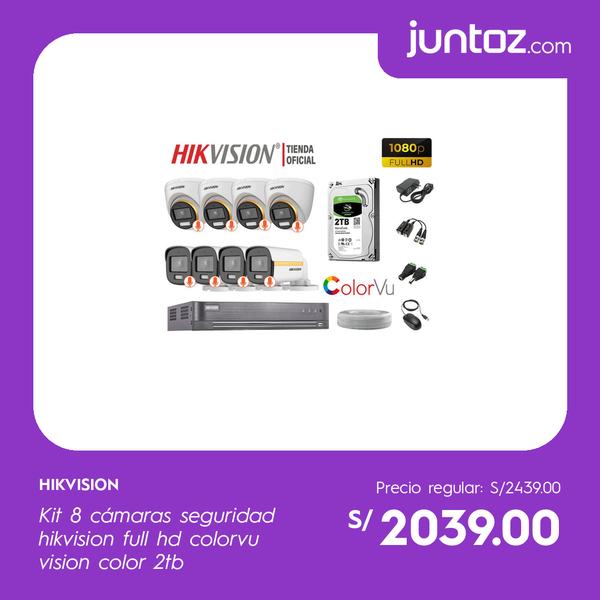 juntoz.com
HIKVISION® TIENDA
OFICIAL
1080p
FULL HD
2TB
ColorVu
HIKVISION
Precio regular: S/2439.00
Kit 8 cámaras seguridad
hikvision full hd colorvu
vision color 2tb
S/ 2039.00